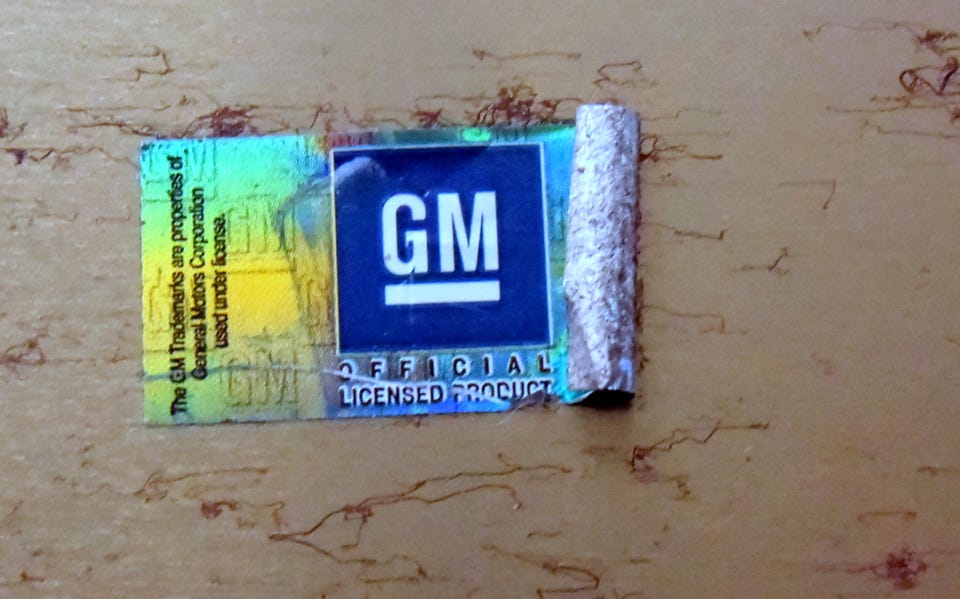 The GM Trademarks are properties of
General Motors Corporation
used under license.
GM
OFFICIAL
LICENSED PRODUCT